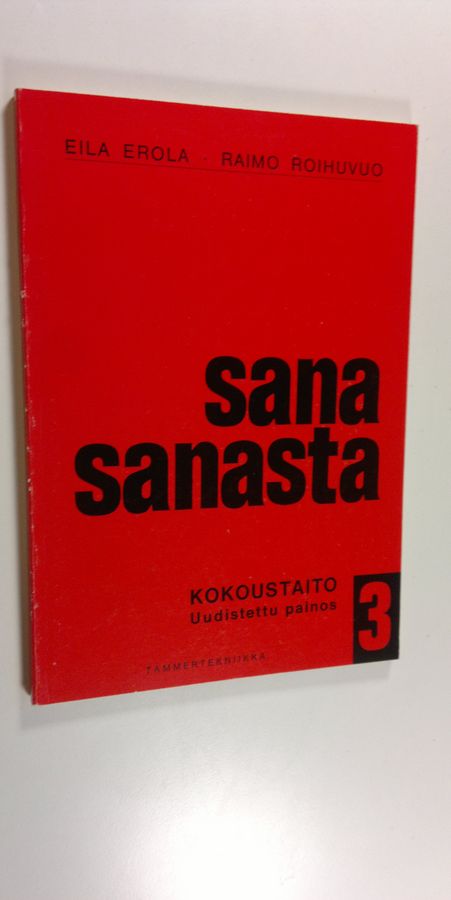 EILA EROLA - RAIMO ROIHUVUO
sana
sanasta
KOKOUSTAITO
Uudistettu painos
3
TAMMERTEKNIIKKA